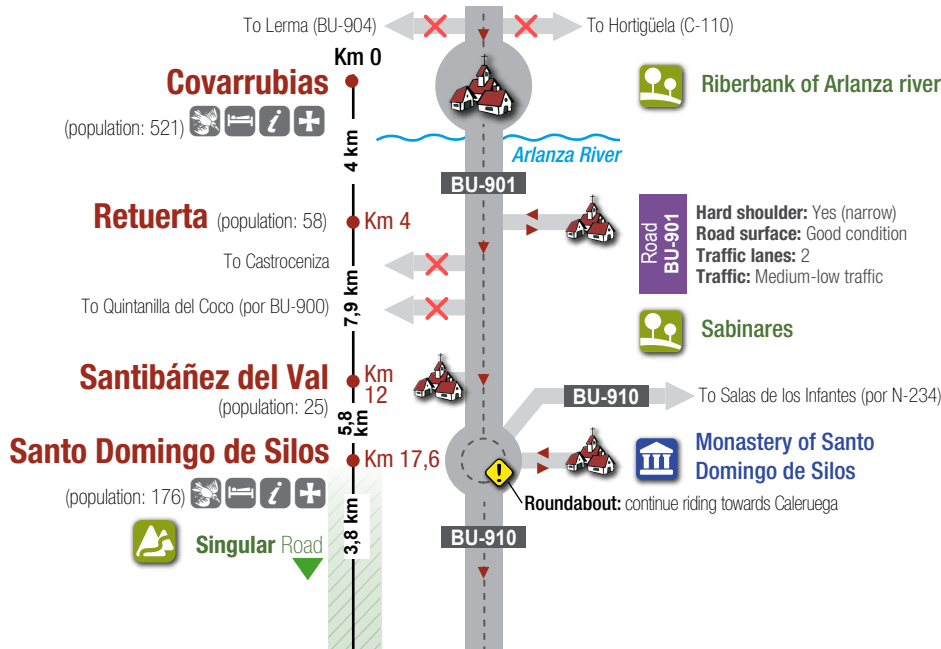 To Lerma (BU-904)
To Hortigüela (C-110)
Km 0
Covarrubias
(population: 521)
Riberbank of Arlanza river
4 km
Arlanza River
BU-901
Retuerta (population: 58)
Km 4
Road
BU-901
Hard shoulder: Yes (narrow)
Road surface: Good condition
Traffic lanes: 2
Traffic: Medium-low traffic
To Castroceniza
7,9 km
To Quintanilla del Coco (por BU-900)
Sabinares
Santibáñez del Val
(population: 25)
Km
12
BU-910
To Salas de los Infantes (por N-234)
5,8
km
Santo Domingo de Silos
Km 17,6
(population: 176)
Monastery of Santo
Domingo de Silos
Roundabout: continue riding towards Caleruega
3,8 km
BU-910
Singular Road